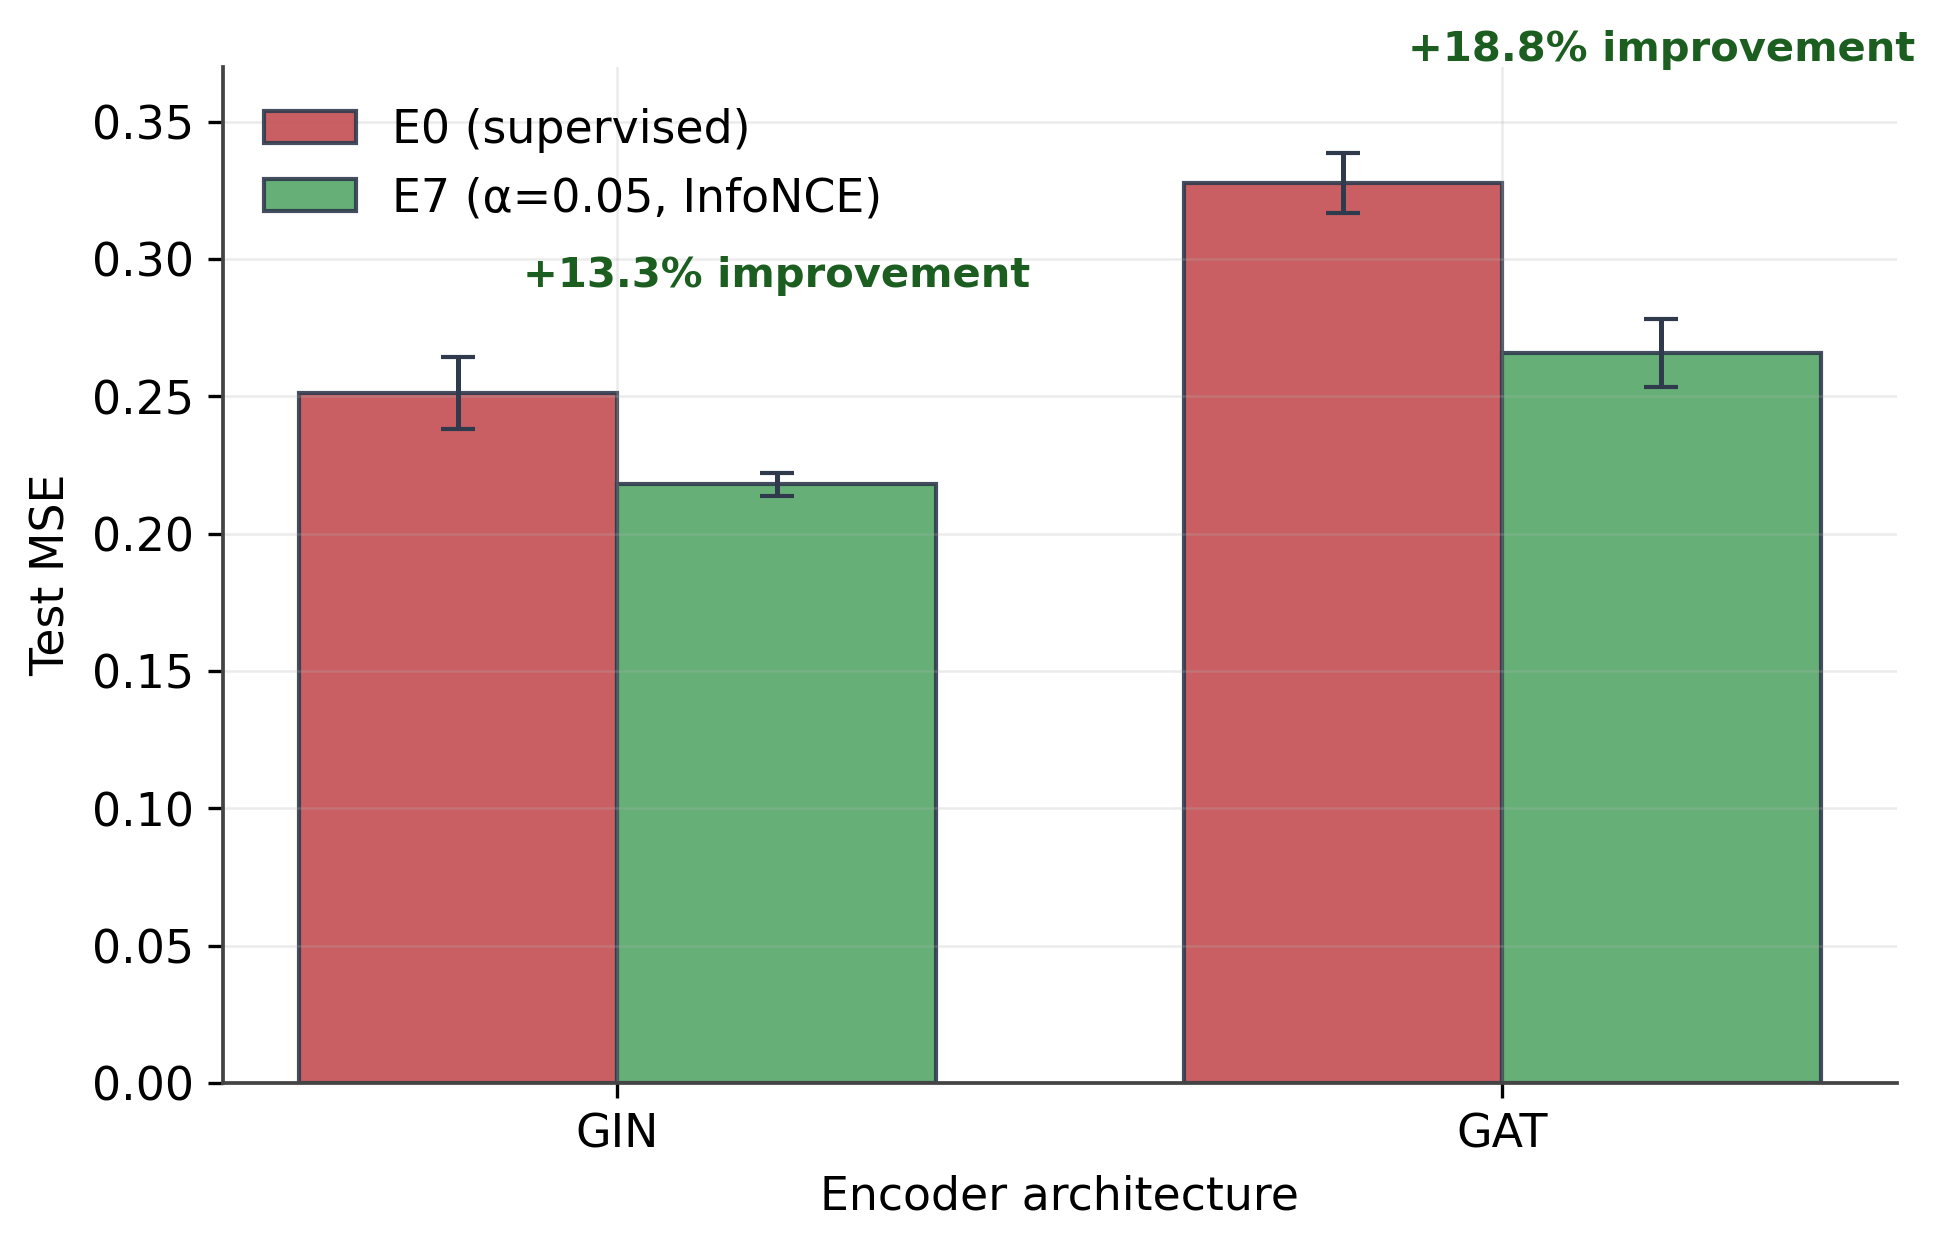 +18.8% improvement
0.35
E0 (supervised)
E7 (α=0.05, InfoNCE)
0.30
+13.3% improvement
0.25
0.20
Test MSE
0.15
0.10
0.05
0.00
GIN
GAT
Encoder architecture